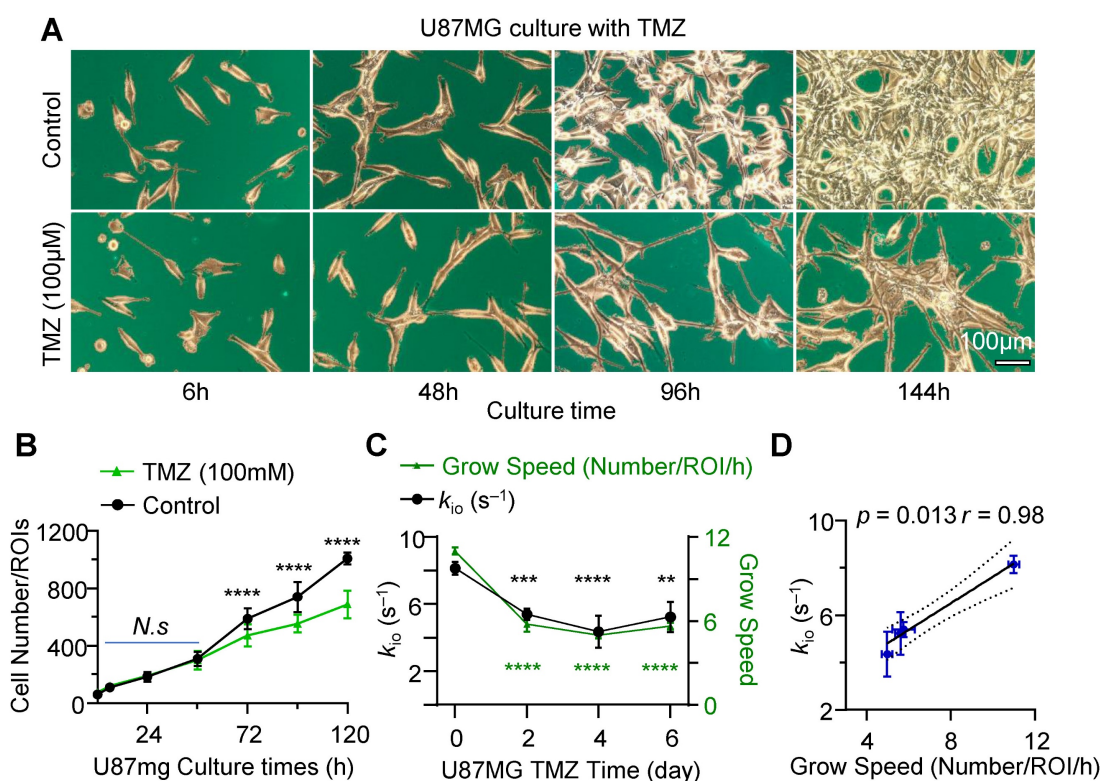 A
U87MG culture with TMZ
Control
TMZ (100µM)
100µm
6h
48h
96h
144h
Culture time
B
TMZ (100mM)
Control
Cell Number/ROIs
1200
800
400
0
N.s
****
****
****
24
72
120
U87mg Culture times (h)
C
Grow Speed (Number/ROI/h)
kio (s–1)
kio (s–1)
10
8
6
4
2
12
6
0
Grow Speed
***
****
**
****
****
****
0
2
4
6
U87MG TMZ Time (day)
D
p = 0.013 r = 0.98
kio (s–1)
10
6
2
4
8
12
Grow Speed (Number/ROI/h)